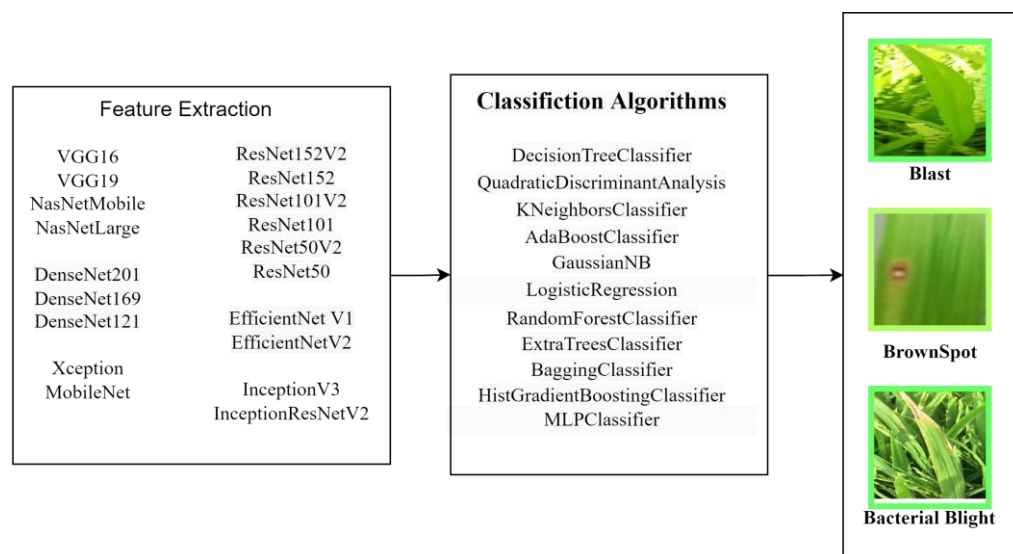 Feature Extraction
VGG16
VGG19
NasNetMobile
NasNetLarge
DenseNet201
DenseNet169
DenseNet121
Xception
MobileNet
ResNet152V2
ResNet152
ResNet101V2
ResNet101
ResNet50V2
ResNet50
EfficientNet V1
EfficientNetV2
InceptionV3
InceptionResNetV2
Classifiction Algorithms
DecisionTreeClassifier
QuadraticDiscriminantAnalysis
KNeighborsClassifier
AdaBoostClassifier
GaussianNB
LogisticRegression
RandomForestClassifier
ExtraTreesClassifier
BaggingClassifier
HistGradientBoostingClassifier
MLPClassifier
Blast
BrownSpot
Bacterial Blight